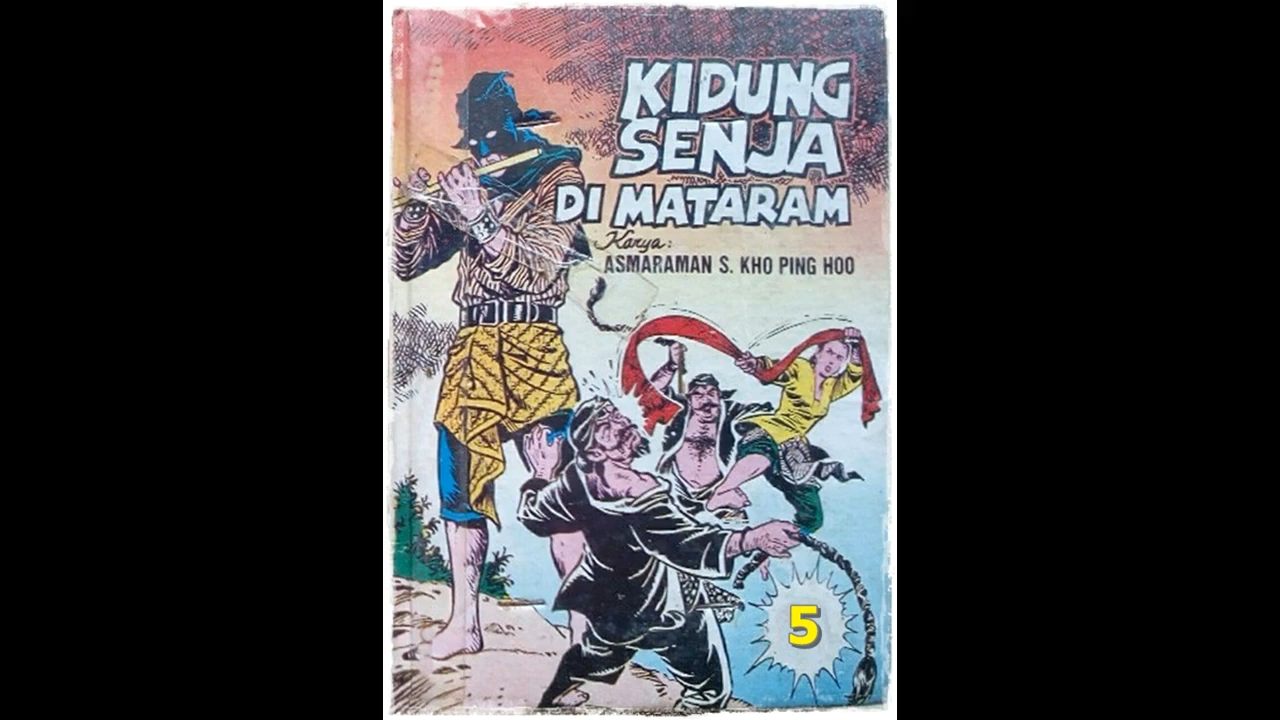 KIDUNG
SENJA
DI MATARAM
Karya:
ASMARAMAN S. KHO PING HOO
5